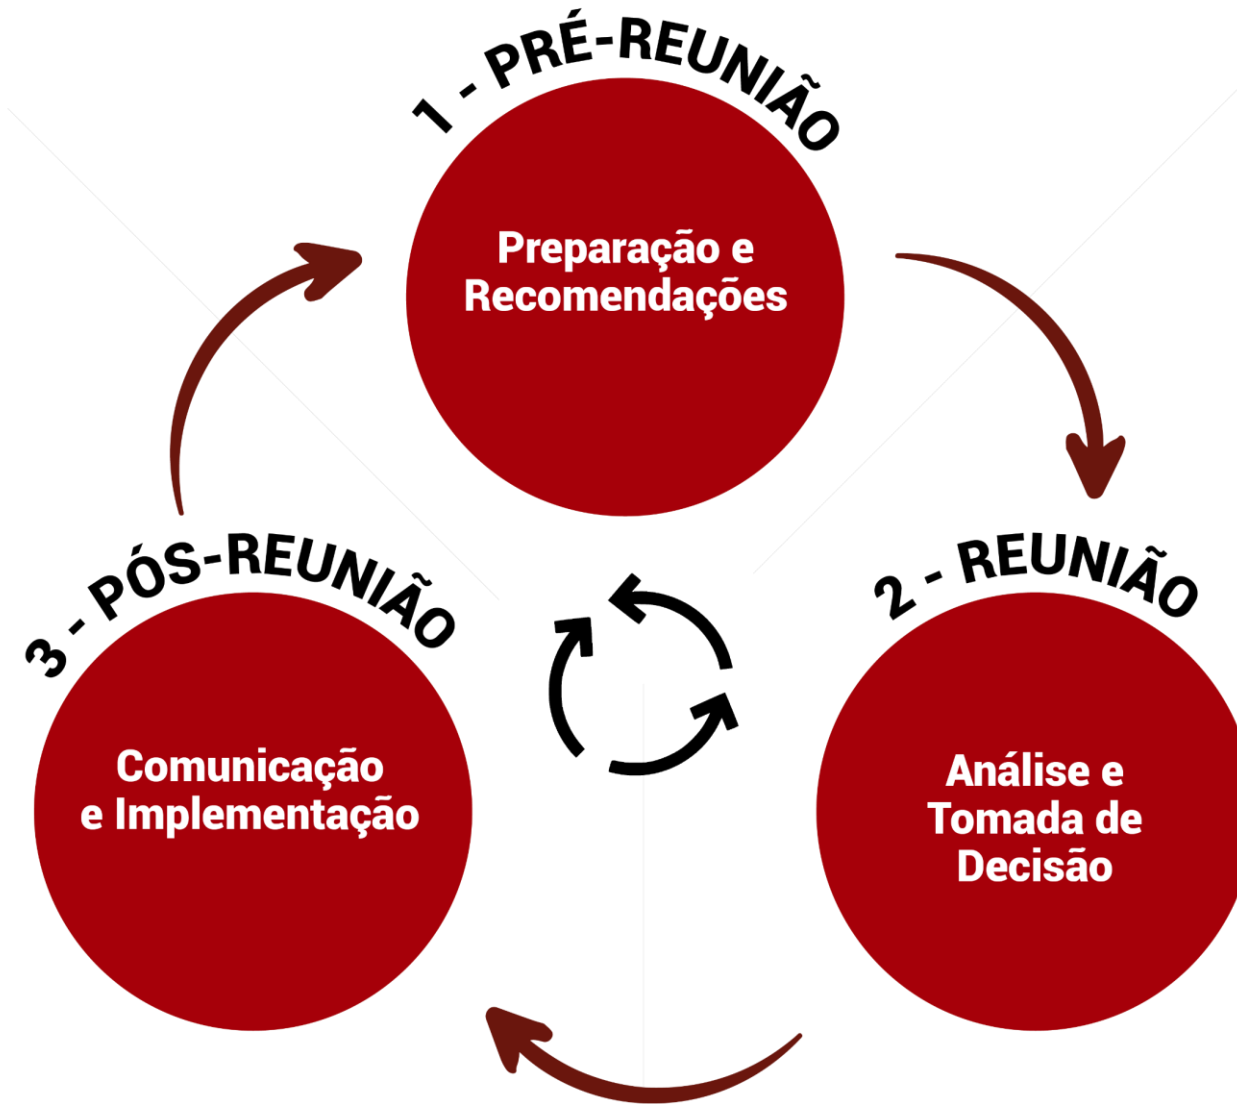 1 - PRÉ-REUNIÃO
Preparação e
Recomendações
2 - REUNIÃO
Análise e
Tomada de
Decisão
3 - PÓS-REUNIÃO
Comunicação
e Implementação